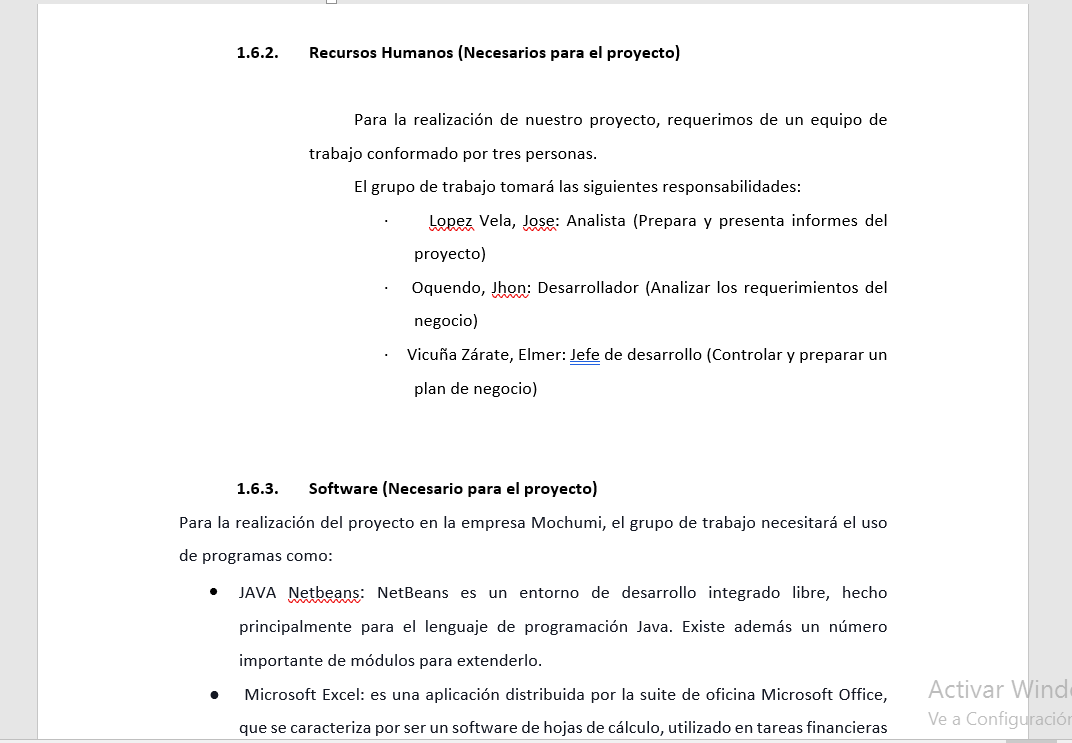 1.6.2. Recursos Humanos (Necesarios para el proyecto)
Para la realización de nuestro proyecto, requerimos de un equipo de
trabajo conformado por tres personas.
El grupo de trabajo tomará las siguientes responsabilidades:
· Lopez Vela, Jose: Analista (Prepara y presenta informes del
proyecto)
· Oquendo, Jhon: Desarrollador (Analizar los requerimientos del
negocio)
· Vicuña Zárate, Elmer: Jefe de desarrollo (Controlar y preparar un
plan de negocio)
1.6.3. Software (Necesario para el proyecto)
Para la realización del proyecto en la empresa Mochumi, el grupo de trabajo necesitará el uso
de programas como:
● JAVA Netbeans: NetBeans es un entorno de desarrollo integrado libre, hecho
principalmente para el lenguaje de programación Java. Existe además un número
importante de módulos para extenderlo.
● Microsoft Excel: es una aplicación distribuida por la suite de oficina Microsoft Office,
que se caracteriza por ser un software de hojas de cálculo, utilizado en tareas financieras
Activar Wind
Ve a Configuración